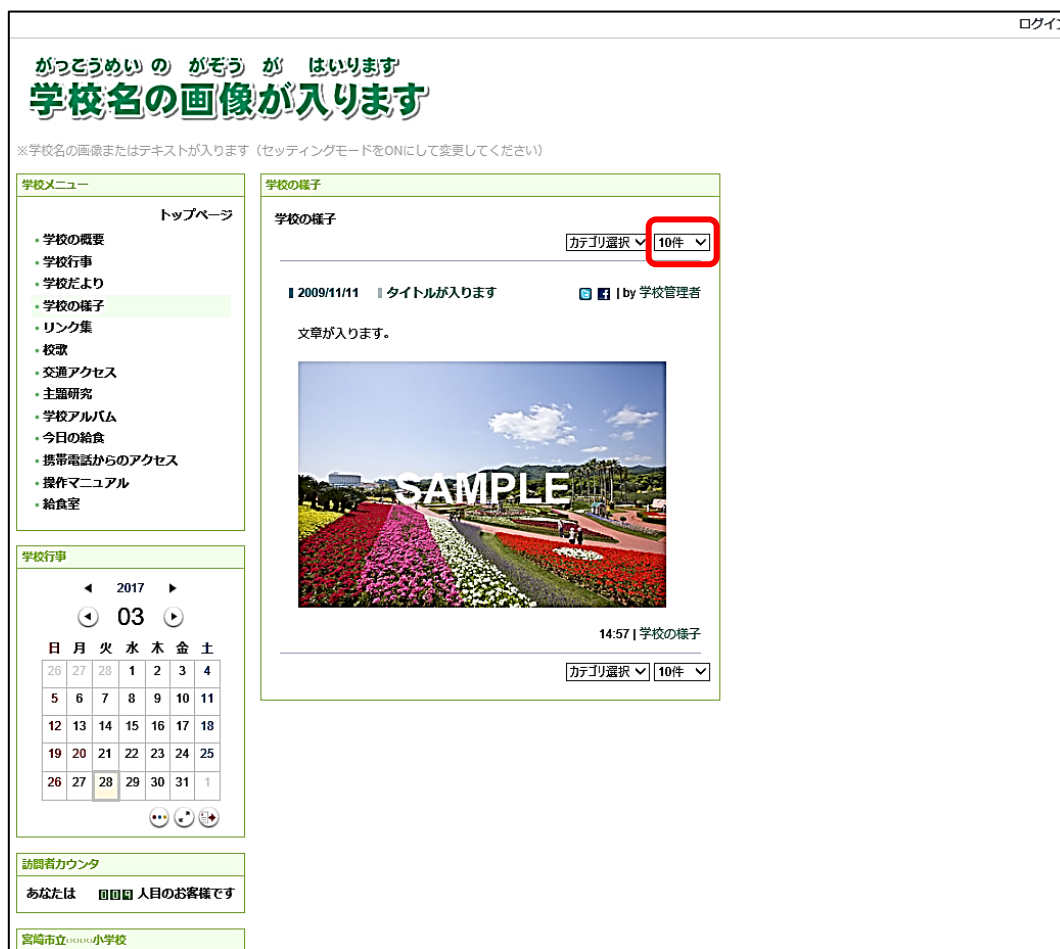 ログイン
がっこうめい の がぞう が はいります
学校名の画像が入ります
※学校名の画像またはテキストが入ります（セッティングモードをONにして変更してください）
学校メニュー
トップページ
・学校の概要
・学校行事
・学校だより
・学校の様子
・リンク集
・校歌
・交通アクセス
・主題研究
・学校アルバム
・今日の給食
・携帯電話からのアクセス
・操作マニュアル
・給食室
学校行事
2017
03
日 月 火 水 木 金 土
26 27 28 1 2 3 4
5 6 7 8 9 10 11
12 13 14 15 16 17 18
19 20 21 22 23 24 25
26 27 28 29 30 31 1
訪問者カウンタ
あなたは 009 人目のお客様です
宮崎市立○○○○小学校
学校の様子
学校の様子
カテゴリ選択 10件
2009/11/11 タイトルが入ります | by 学校管理者
文章が入ります。
SAMPLE
14:57 | 学校の様子
カテゴリ選択 10件